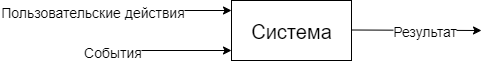 Пользовательские действия
События
Система
Результат